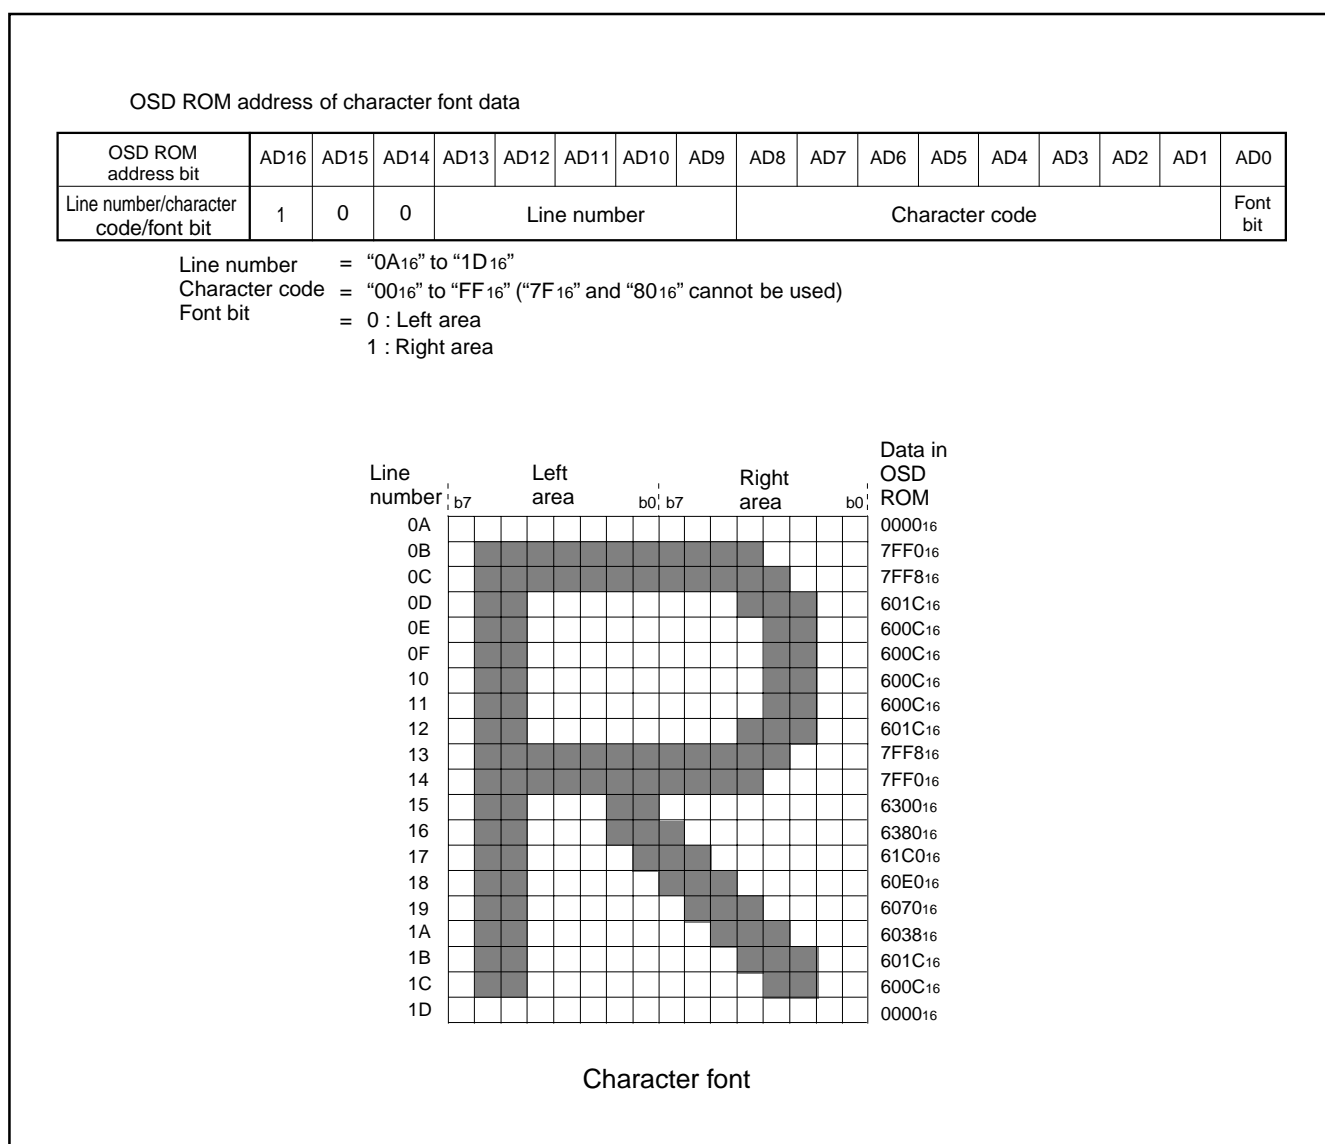 OSD ROM address of character font data
OSD ROM address bit AD16 AD15 AD14 AD13 AD12 AD11 AD10 AD9 AD8 AD7 AD6 AD5 AD4 AD3 AD2 AD1 AD0
Line number/character code/font bit 1 0 0 Line number Character code Font bit
Line number = “0A16” to “1D16”
Character code = “0016” to “FF16” (“7F16” and “8016” cannot be used)
Font bit = 0 : Left area
1 : Right area
Line number
Left area
Right area
Data in OSD ROM
b7 b0 b7 b0
0A 000016
0B 7FF016
0C 7FF816
0D 601C16
0E 600C16
0F 600C16
10 600C16
11 600C16
12 601C16
13 7FF816
14 7FF016
15 630016
16 638016
17 61C016
18 60E016
19 607016
1A 603816
1B 601C16
1C 600C16
1D 000016
Character font